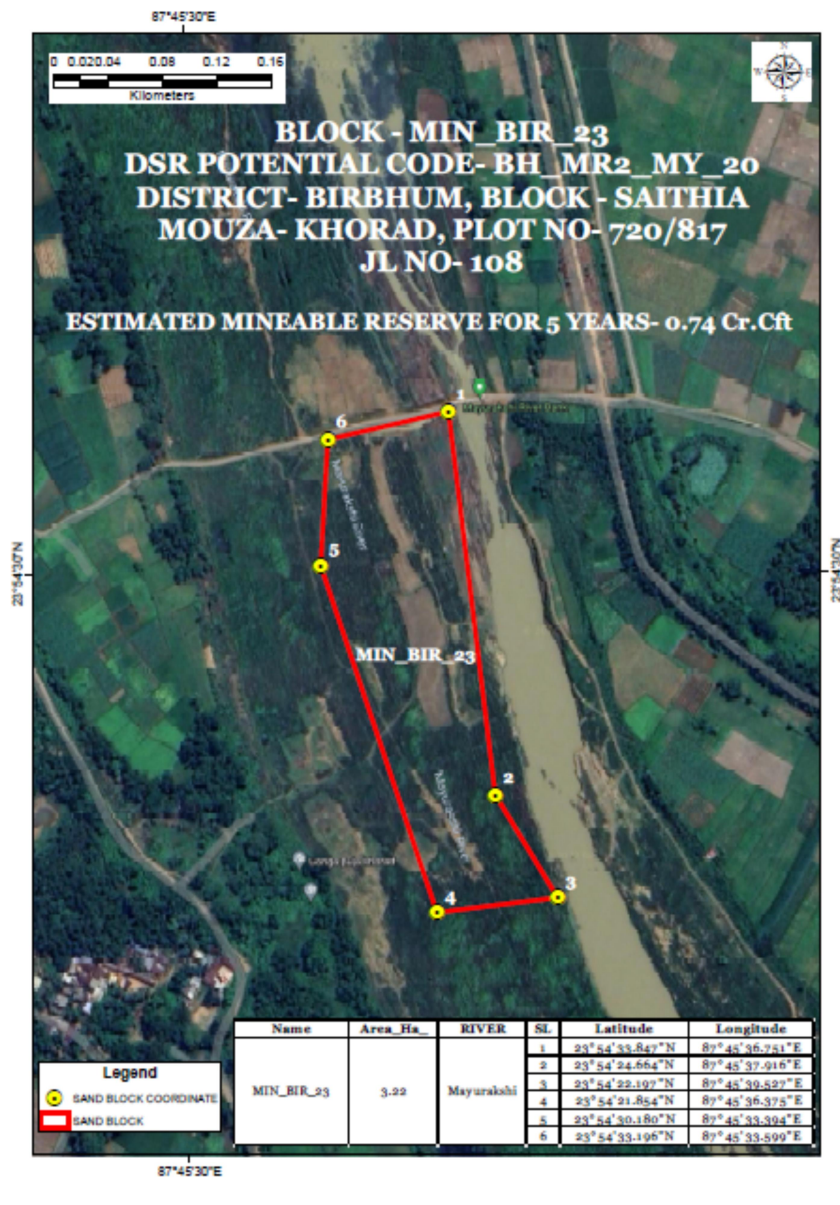 87°45'30"E
0 0.020.04 0.08 0.12 0.16
Kilometers
N
W E
S
BLOCK - MIN_BIR_23
DSR POTENTIAL CODE- BH_MR2_MY_20
DISTRICT- BIRBHUM, BLOCK - SAITHIA
MOUZA- KHORAD, PLOT NO- 720/817
JL NO- 108
ESTIMATED MINEABLE RESERVE FOR 5 YEARS- 0.74 Cr.Cft
1
6
5
23°54'30"N
23°54'30"N
MIN_BIR_23
2
3
4
Name Area_Ha_ RIVER SL Latitude Longitude
MIN_BIR_23 3.22 Mayurakshi
1 23°54'33.847"N 87°45'36.751"E
2 23°54'24.664"N 87°45'37.916"E
3 23°54'22.197"N 87°45'39.527"E
4 23°54'21.854"N 87°45'36.375"E
5 23°54'30.180"N 87°45'33.394"E
6 23°54'33.196"N 87°45'33.599"E
Legend
SAND BLOCK COORDINATE
SAND BLOCK
87°45'30"E